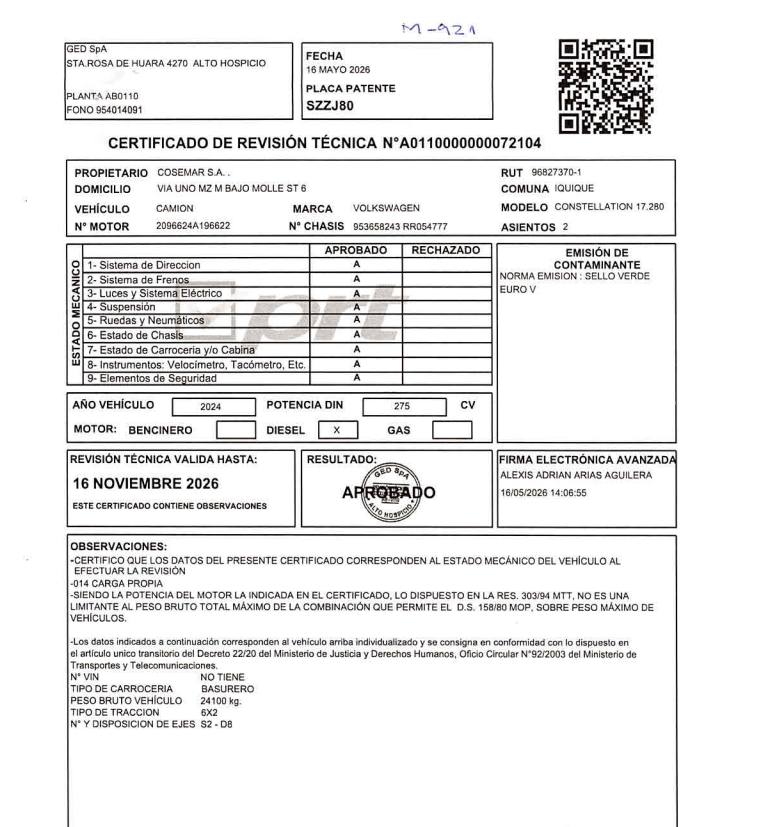 M-921
GED SpA
STA.ROSA DE HUARA 4270 ALTO HOSPICIO
PLANTA AB0110
FONO 954014091
FECHA
16 MAYO 2026
PLACA PATENTE
SZZJ80
CERTIFICADO DE REVISIÓN TÉCNICA N°A0110000000072104
PROPIETARIO COSEMAR S.A. .
RUT 96827370-1
DOMICILIO VIA UNO MZ M BAJO MOLLE ST 6
COMUNA IQUIQUE
VEHÍCULO CAMION MARCA VOLKSWAGEN MODELO CONSTELLATION 17.280
N° MOTOR 2096624A196622 N° CHASIS 953658243 RR054777 ASIENTOS 2
ESTADO MECANICO
APROBADO RECHAZADO
1- Sistema de Direccion A
2- Sistema de Frenos A
3- Luces y Sistema Eléctrico A
4- Suspensión A
5- Ruedas y Neumáticos A
6- Estado de Chasis A
7- Estado de Carroceria y/o Cabina A
8- Instrumentos: Velocímetro, Tacómetro, Etc. A
9- Elementos de Seguridad A
prt
EMISIÓN DE
CONTAMINANTE
NORMA EMISION : SELLO VERDE
EURO V
AÑO VEHÍCULO 2024 POTENCIA DIN 275 CV
MOTOR: BENCINERO DIESEL X GAS
REVISIÓN TÉCNICA VALIDA HASTA:
16 NOVIEMBRE 2026
ESTE CERTIFICADO CONTIENE OBSERVACIONES
RESULTADO:
APROBADO
GED SpA
ALTO HOSPICIO
FIRMA ELECTRÓNICA AVANZADA
ALEXIS ADRIAN ARIAS AGUILERA
16/05/2026 14:06:55
OBSERVACIONES:
-CERTIFICO QUE LOS DATOS DEL PRESENTE CERTIFICADO CORRESPONDEN AL ESTADO MECÁNICO DEL VEHÍCULO AL
EFECTUAR LA REVISIÓN
-014 CARGA PROPIA
-SIENDO LA POTENCIA DEL MOTOR LA INDICADA EN EL CERTIFICADO, LO DISPUESTO EN LA RES. 303/94 MTT, NO ES UNA
LIMITANTE AL PESO BRUTO TOTAL MÁXIMO DE LA COMBINACIÓN QUE PERMITE EL D.S. 158/80 MOP, SOBRE PESO MÁXIMO DE
VEHÍCULOS.
-Los datos indicados a continuación corresponden al vehículo arriba individualizado y se consigna en conformidad con lo dispuesto en
el artículo unico transitorio del Decreto 22/20 del Ministerio de Justicia y Derechos Humanos, Oficio Circular N°92/2003 del Ministerio de
Transportes y Telecomunicaciones.
N° VIN NO TIENE
TIPO DE CARROCERIA BASURERO
PESO BRUTO VEHÍCULO 24100 kg.
TIPO DE TRACCION 6X2
N° Y DISPOSICION DE EJES S2 - D8